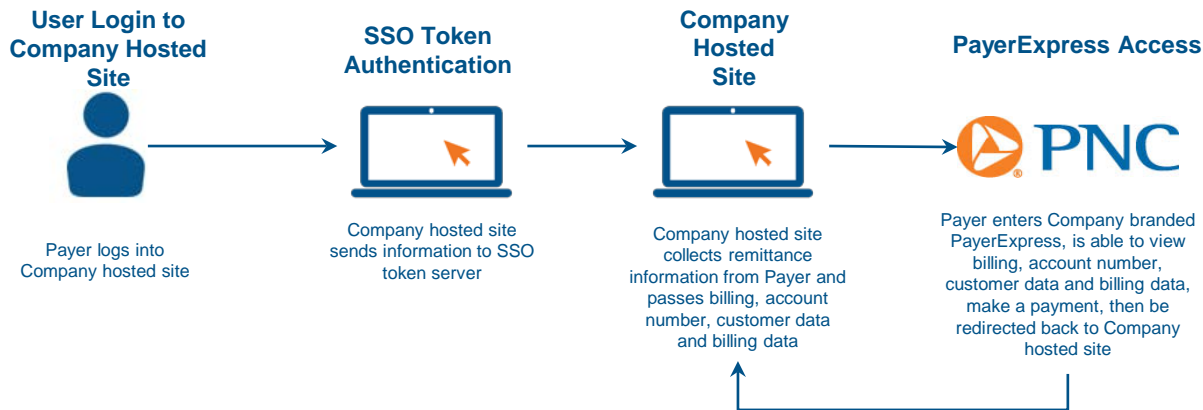 User Login to
Company Hosted
Site
SSO Token
Authentication
Company
Hosted
Site
PayerExpress Access
PNC
®
Payer logs into
Company hosted site
Company hosted site
sends information to SSO
token server
Company hosted site
collects remittance
information from Payer and
passes billing, account
number, customer data
and billing data
Payer enters Company branded
PayerExpress, is able to view
billing, account number,
customer data and billing data,
make a payment, then be
redirected back to Company
hosted site